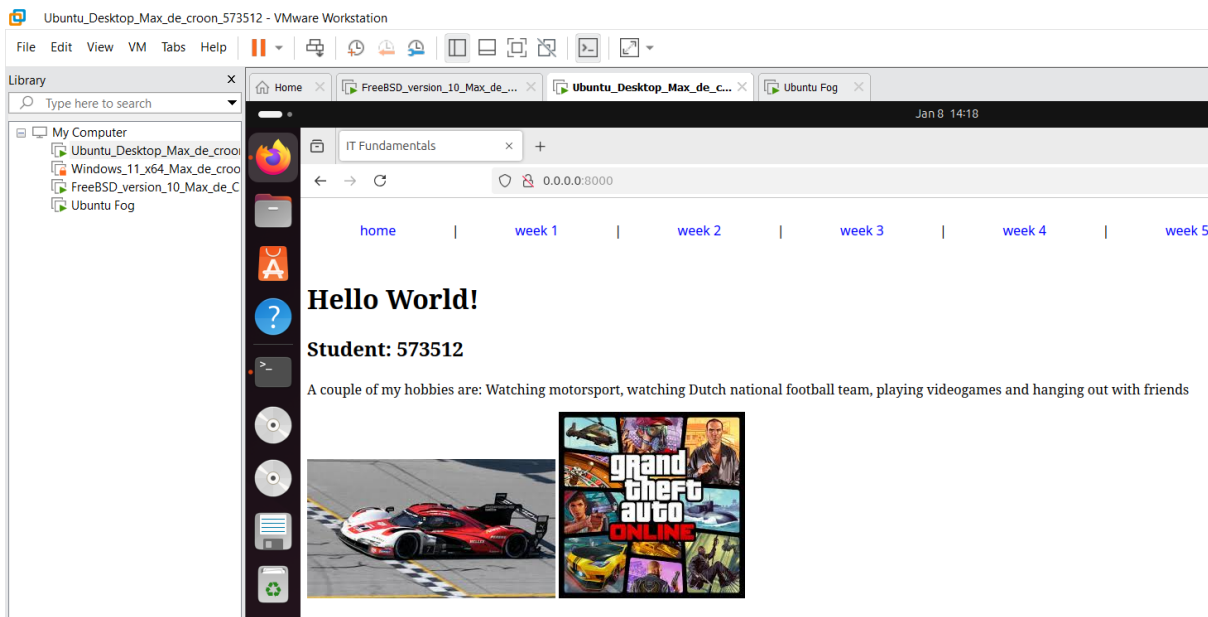 Ubuntu_Desktop_Max_de_croon_573512 - VMware Workstation
File Edit View VM Tabs Help
Library X
Type here to search
My Computer
Ubuntu_Desktop_Max_de_croo
Windows_11_x64_Max_de_croo
FreeBSD_version_10_Max_de_C
Ubuntu Fog
Home FreeBSD_version_10_Max_de_... Ubuntu_Desktop_Max_de_c... Ubuntu Fog
Jan 8 14:18
IT Fundamentals
0.0.0.0:8000
home | week 1 | week 2 | week 3 | week 4 | week 5
Hello World!
Student: 573512
A couple of my hobbies are: Watching motorsport, watching Dutch national football team, playing videogames and hanging out with friends
grand
theft
auto
ONLINE